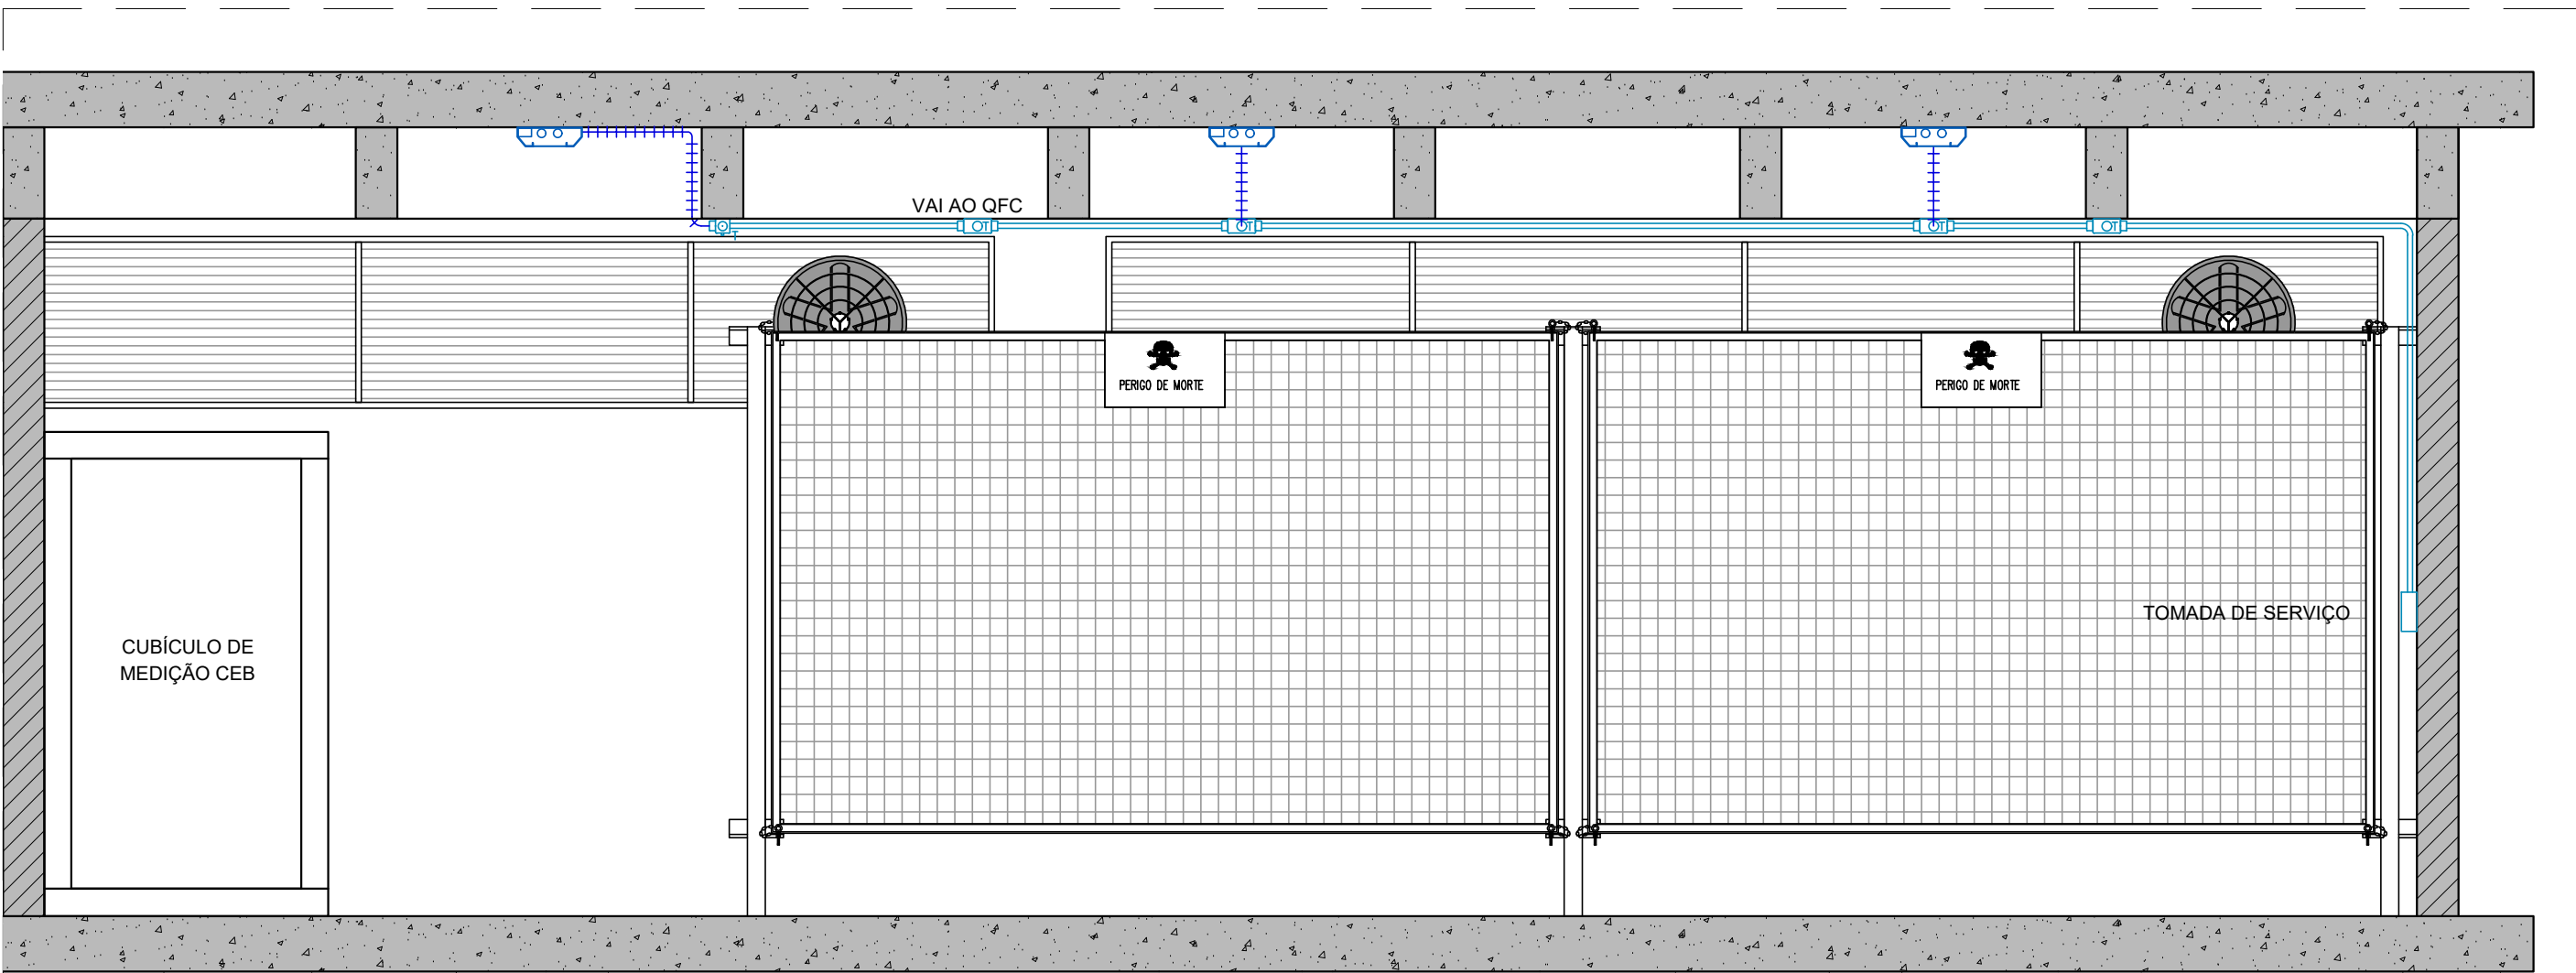 VAI AO QFC
PERIGO DE MORTE
PERIGO DE MORTE
TOMADA DE SERVIÇO
CUBÍCULO DE
MEDIÇÃO CEB